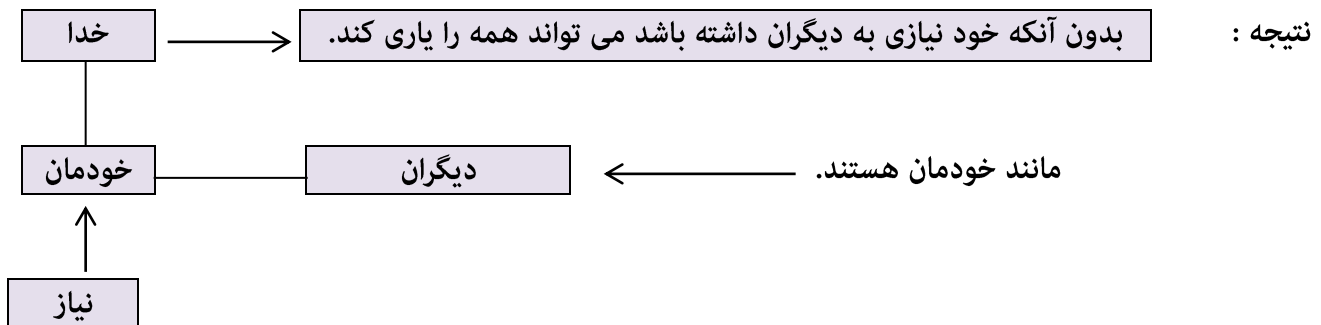 نتیجه :
بدون آنکه خود نیازی به دیگران داشته باشد می تواند همه را یاری کند.
خدا
مانند خودمان هستند.
دیگران
خودمان
نیاز